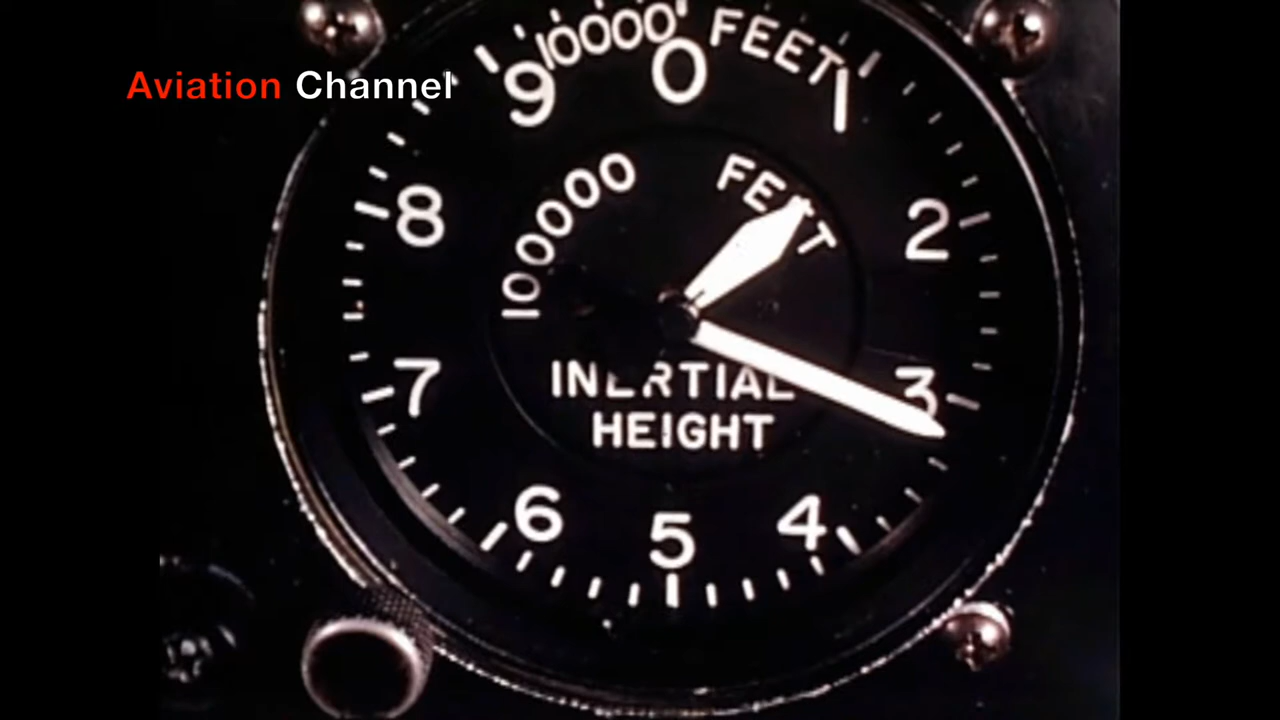 Aviation Channel
10000 FEET
0
1
2
3
4
5
6
7
8
9
100000 FEET
INERTIAL
HEIGHT